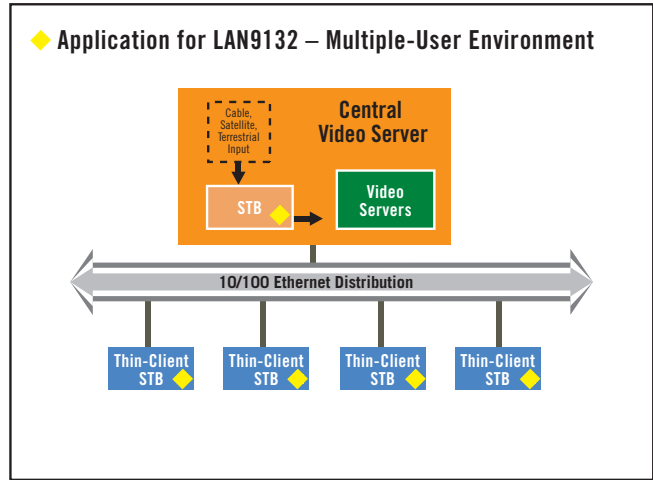 Application for LAN9132 – Multiple-User Environment
Cable,
Satellite,
Terrestrial
Input
Central
Video Server
STB
Video
Servers
10/100 Ethernet Distribution
Thin-Client
STB
Thin-Client
STB
Thin-Client
STB
Thin-Client
STB